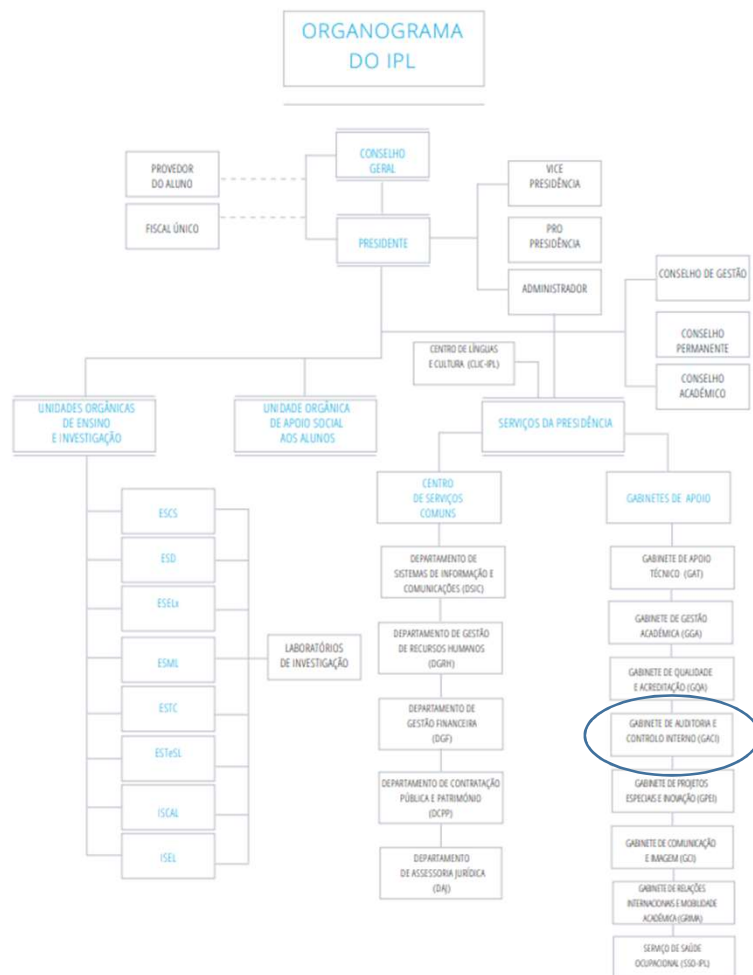 ORGANOGRAMA
DO IPL
CONSELHO
GERAL
PROVEDOR
DO ALUNO
FISCAL ÚNICO
PRESIDENTE
VICE
PRESIDÊNCIA
PRO
PRESIDÊNCIA
ADMINISTRADOR
CONSELHO DE GESTÃO
CONSELHO
PERMANENTE
CONSELHO
ACADÉMICO
CENTRO DE LÍNGUAS
E CULTURA (CLIC-IPL)
UNIDADES ORGÂNICAS
DE ENSINO
E INVESTIGAÇÃO
UNIDADE ORGÂNICA
DE APOIO SOCIAL
AOS ALUNOS
SERVIÇOS DA PRESIDÊNCIA
ESCS
ESD
ESELx
ESML
ESTC
ESTeSL
ISCAL
ISEL
LABORATÓRIOS
DE INVESTIGAÇÃO
CENTRO
DE SERVIÇOS
COMUNS
DEPARTAMENTO DE
SISTEMAS DE INFORMAÇÃO E
COMUNICAÇÕES (DSIC)
DEPARTAMENTO DE GESTÃO
DE RECURSOS HUMANOS
(DGRH)
DEPARTAMENTO DE
GESTÃO FINANCEIRA
(DGF)
DEPARTAMENTO DE CONTRATAÇÃO
PÚBLICA E PATRIMÓNIO
(DCPP)
DEPARTAMENTO
DE ASSESSORIA JURÍDICA
(DAJ)
GABINETES DE APOIO
GABINETE DE APOIO
TÉCNICO (GAT)
GABINETE DE GESTÃO
ACADÉMICA (GGA)
GABINETE DE QUALIDADE
E ACREDITAÇÃO (GQA)
GABINETE DE AUDITORIA E
CONTROLO INTERNO (GACI)
GABINETE DE PROJETOS
ESPECIAIS E INOVAÇÃO (GPEI)
GABINETE DE COMUNICAÇÃO
E IMAGEM (GCI)
GABINETE DE RELAÇÕES
INTERNACIONAIS E MOBILIDADE
ACADÉMICA (GRIMA)
SERVIÇO DE SAÚDE
OCUPACIONAL (SSO-IPL)